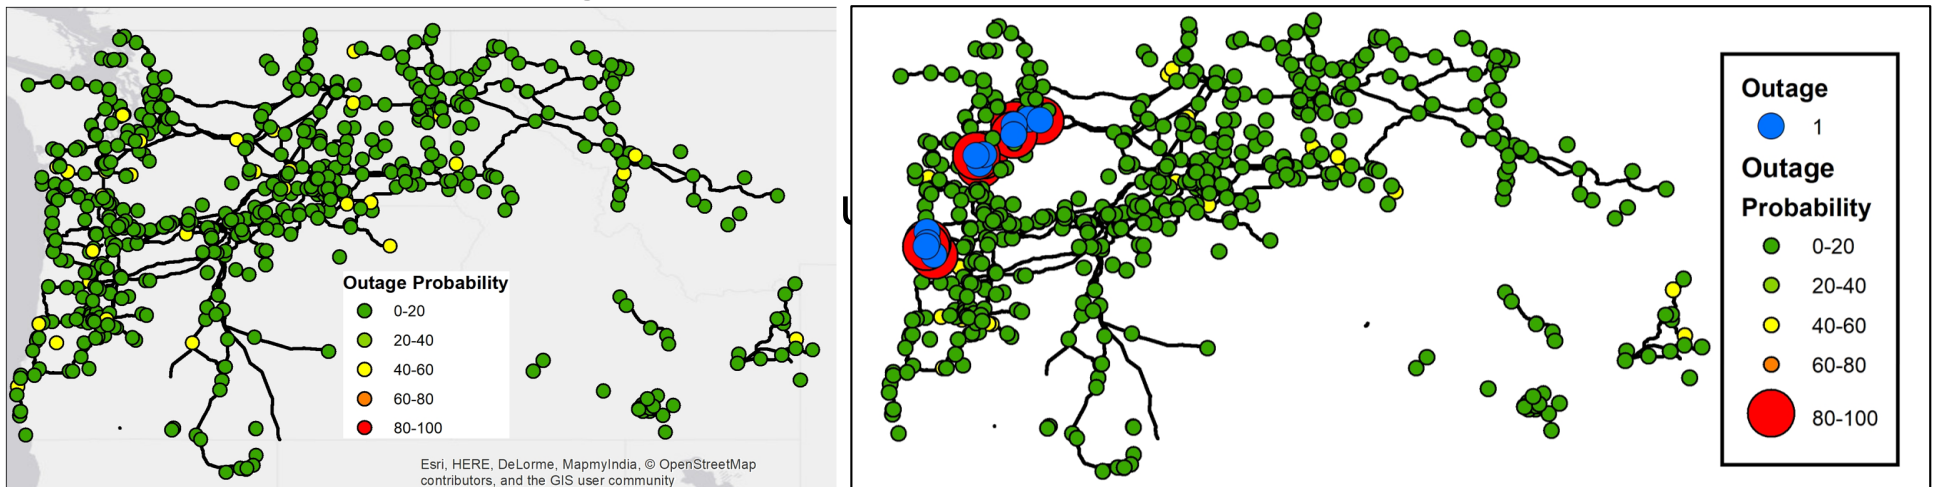 Outage Probability
0-20
20-40
40-60
60-80
80-100
Esri, HERE, DeLorme, MapmyIndia, © OpenStreetMap
contributors, and the GIS user community
Outage
1
Outage
Probability
0-20
20-40
40-60
60-80
80-100